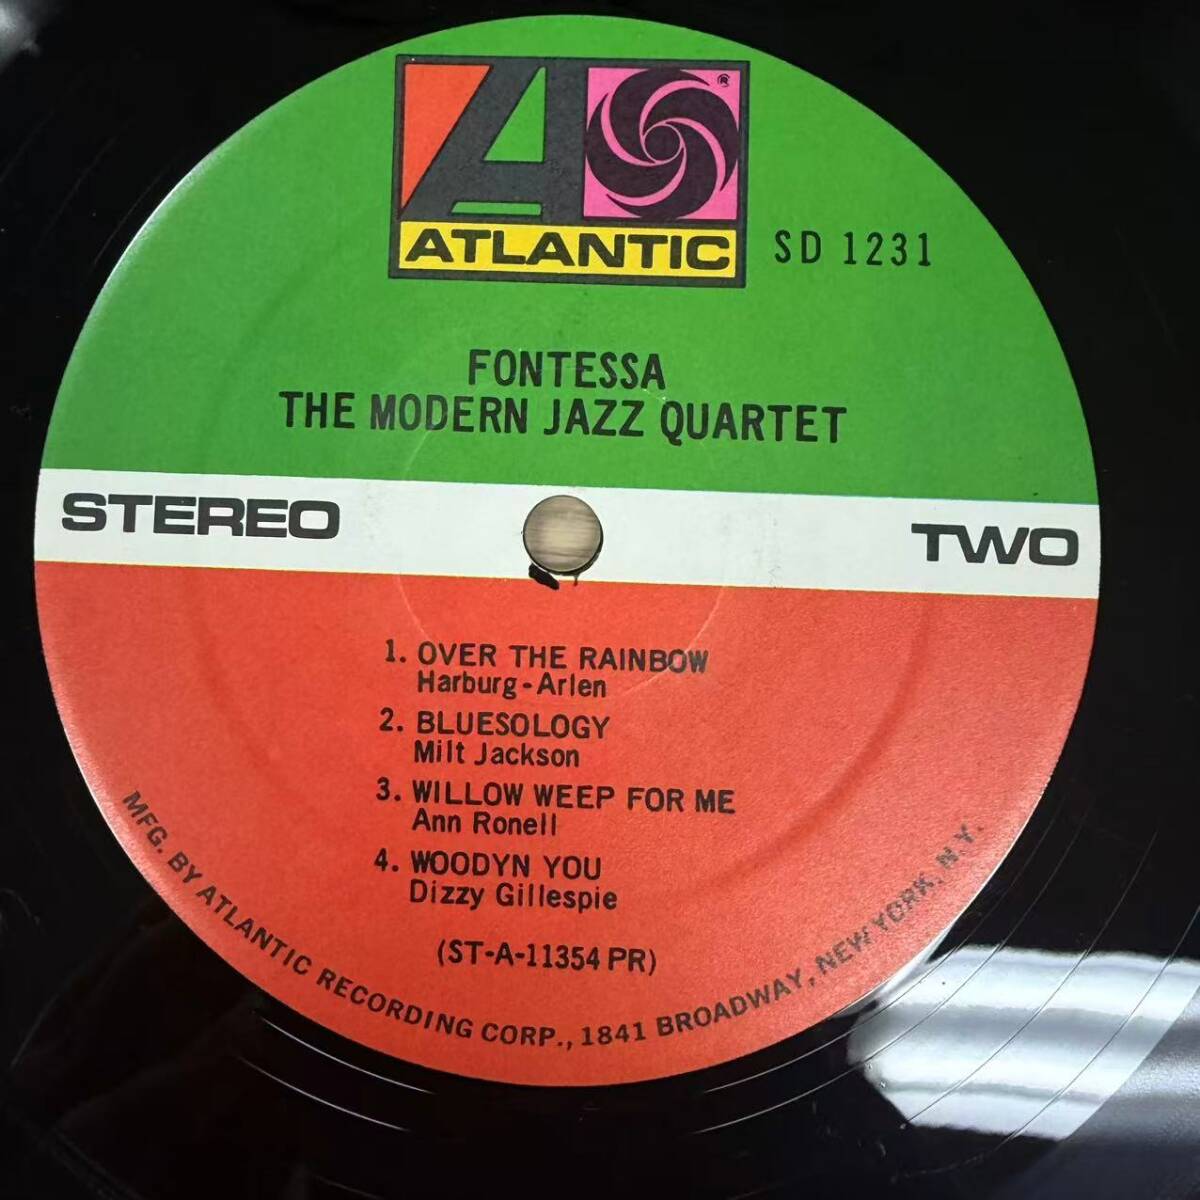 ATLANTIC
SD 1231
FONTESSA
THE MODERN JAZZ QUARTET
STEREO
TWO
1. OVER THE RAINBOW
Harburg-Arlen
2. BLUESOLOGY
Milt Jackson
3. WILLOW WEEP FOR ME
Ann Ronell
4. WOODYN YOU
Dizzy Gillespie
(ST-A-11354 PR)
MFG. BY ATLANTIC RECORDING CORP., 1841 BROADWAY, NEW YORK, N.Y.